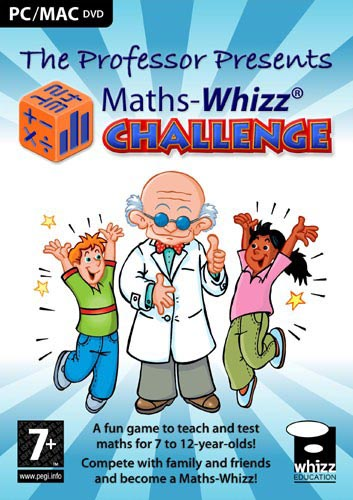 PC/MAC DVD
The Professor Presents
Maths-Whizz®
CHALLENGE
7+
www.pegi.info
A fun game to teach and test
maths for 7 to 12-year-olds!
Compete with family and friends
and become a Maths-Whizz!
whizz
EDUCATION